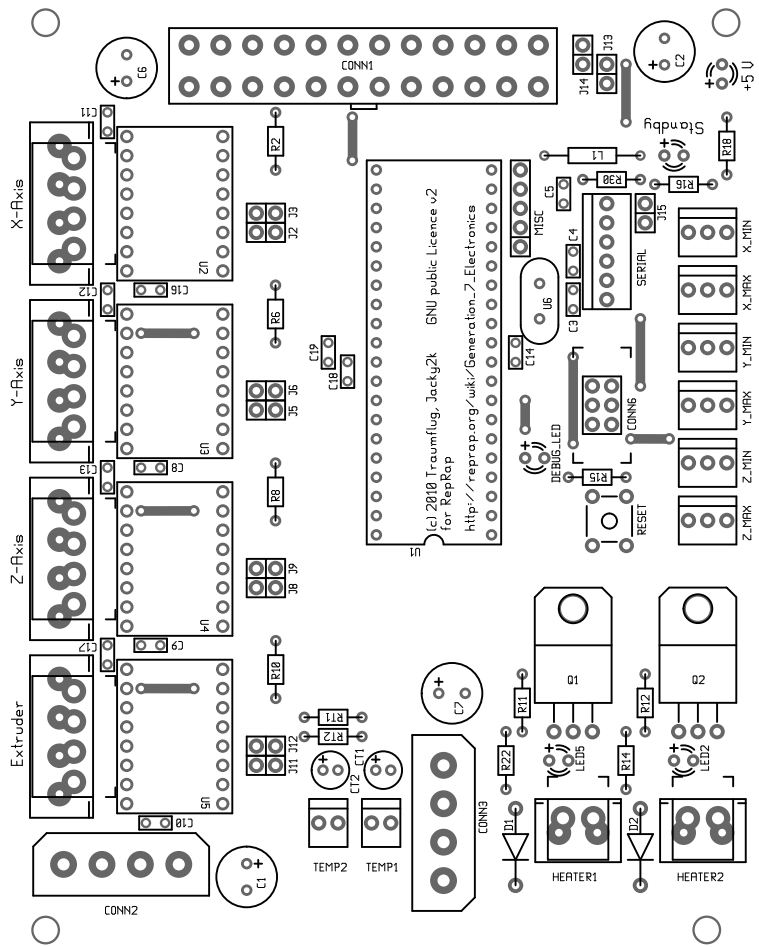 C6
CONN1
J13
J14
C2
+5 V
C11
Standby
R18
R2
L1
R30
R16
X-Axis
U2
J3
J2
MISC
C5
C4
J15
SERIAL
X_MIN
C12
C16
R6
U6
C3
X_MAX
GNU public Licence v2
http://reprap.org/wiki/Generation_7_Electronics
(c) 2010 Traumflug, Jacky2k
for RepRap
U1
C19
C18
C14
Y-Axis
U3
J6
J5
CONN6
Y_MIN
Y_MAX
DEBUG_LED
C13
C8
R8
R15
Z_MIN
RESET
Z_MAX
Z-Axis
U4
J9
J8
C17
C9
R10
C7
R11
Q1
R12
Q2
Extruder
U5
RT1
RT2
J12
J11
CT1
CT2
R22
LED5
R14
LED2
C10
CONN3
D1
D2
TEMP2
TEMP1
HEATER1
HEATER2
C1
CONN2